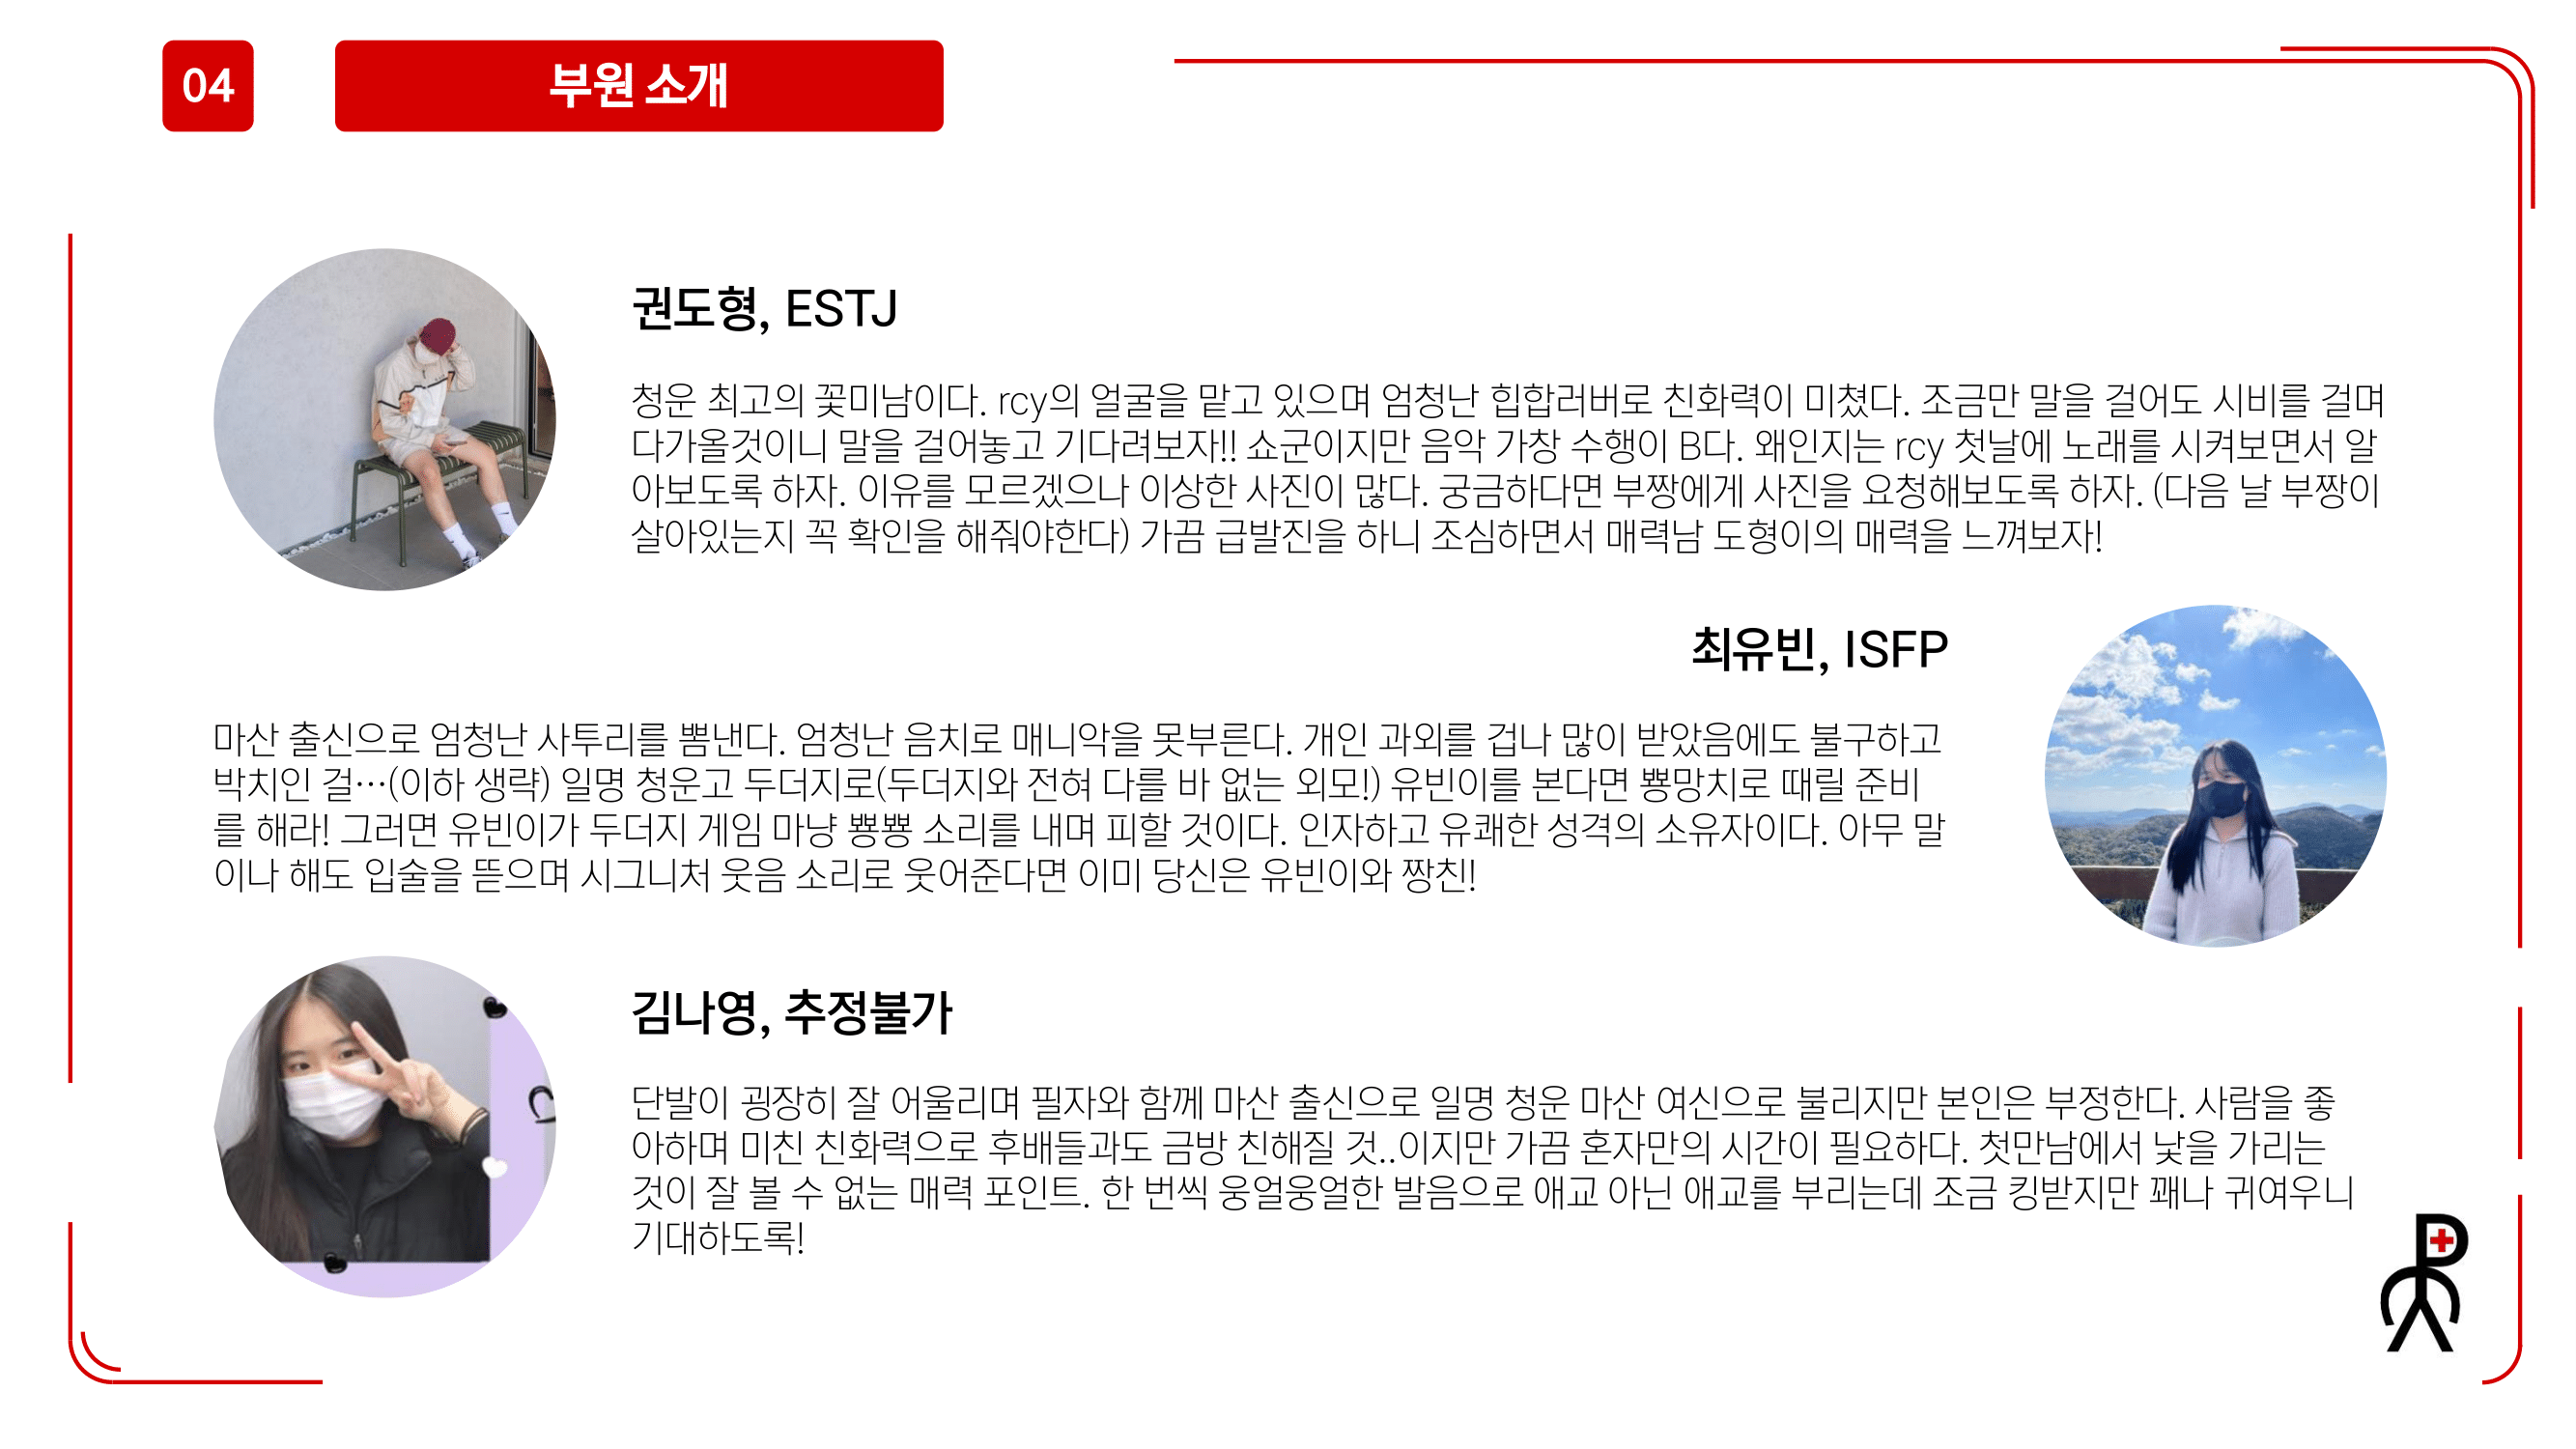 04
부원 소개
권도형, ESTJ
청운 최고의 꽃미남이다. rcy의 얼굴을 맡고 있으며 엄청난 힙합러버로 친화력이 미쳤다. 조금만 말을 걸어도 시비를 걸며
다가올것이니 말을 걸어놓고 기다려보자!! 쇼군이지만 음악 가창 수행이 B다. 왜인지는 rcy 첫날에 노래를 시켜보면서 알
아보도록 하자. 이유를 모르겠으나 이상한 사진이 많다. 궁금하다면 부짱에게 사진을 요청해보도록 하자. (다음 날 부짱이
살아있는지 꼭 확인을 해줘야한다) 가끔 급발진을 하니 조심하면서 매력남 도형이의 매력을 느껴보자!
최유빈, ISFP
마산 출신으로 엄청난 사투리를 뽐낸다. 엄청난 음치로 매니악을 못부른다. 개인 과외를 겁나 많이 받았음에도 불구하고
박치인 걸…(이하 생략) 일명 청운고 두더지로(두더지와 전혀 다를 바 없는 외모!) 유빈이를 본다면 뿅망치로 때릴 준비
를 해라! 그러면 유빈이가 두더지 게임 마냥 뿅뿅 소리를 내며 피할 것이다. 인자하고 유쾌한 성격의 소유자이다. 아무 말
이나 해도 입술을 뜯으며 시그니처 웃음 소리로 웃어준다면 이미 당신은 유빈이와 짱친!
김나영, 추정불가
단발이 굉장히 잘 어울리며 필자와 함께 마산 출신으로 일명 청운 마산 여신으로 불리지만 본인은 부정한다. 사람을 좋
아하며 미친 친화력으로 후배들과도 금방 친해질 것..이지만 가끔 혼자만의 시간이 필요하다. 첫만남에서 낯을 가리는
것이 잘 볼 수 없는 매력 포인트. 한 번씩 웅얼웅얼한 발음으로 애교 아닌 애교를 부리는데 조금 킹받지만 꽤나 귀여우니
기대하도록!